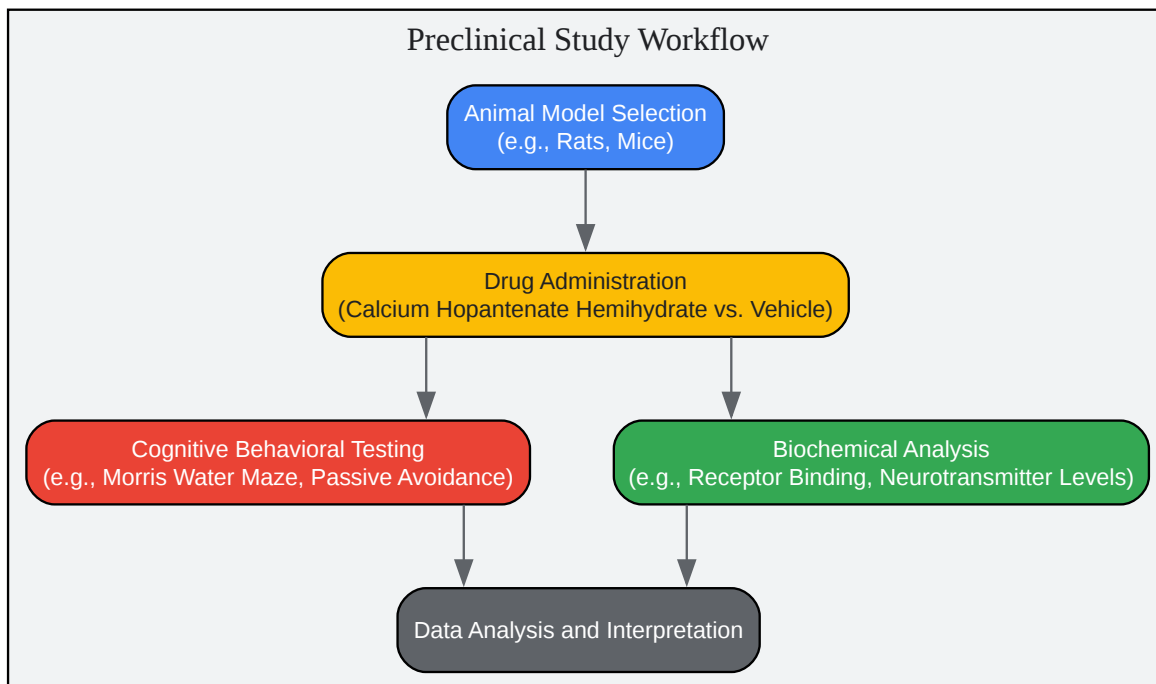 Preclinical Study Workflow
Animal Model Selection
(e.g., Rats, Mice)
Drug Administration
(Calcium Hopantenate Hemihydrate vs. Vehicle)
Cognitive Behavioral Testing
(e.g., Morris Water Maze, Passive Avoidance)
Biochemical Analysis
(e.g., Receptor Binding, Neurotransmitter Levels)
Data Analysis and Interpretation